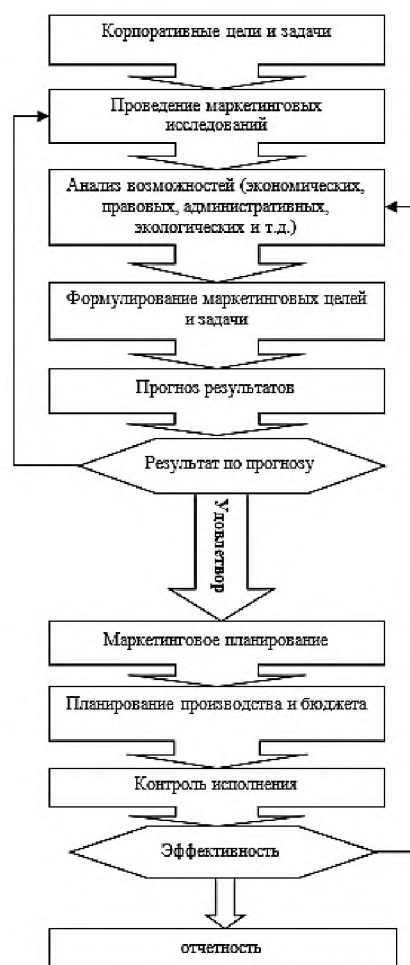 Корпоративные цели и задачи
Проведение маркетинговых
исследований
Анализ возможностей (экономических,
правовых, административных,
экологических и т.д.)
Формулирование маркетинговых целей
и задачи
Прогноз результатов
Результат по прогнозу
Удовлетвор
Маркетинговое планирование
Планирование производства и бюджета
Контроль исполнения
Эффективность
отчетность